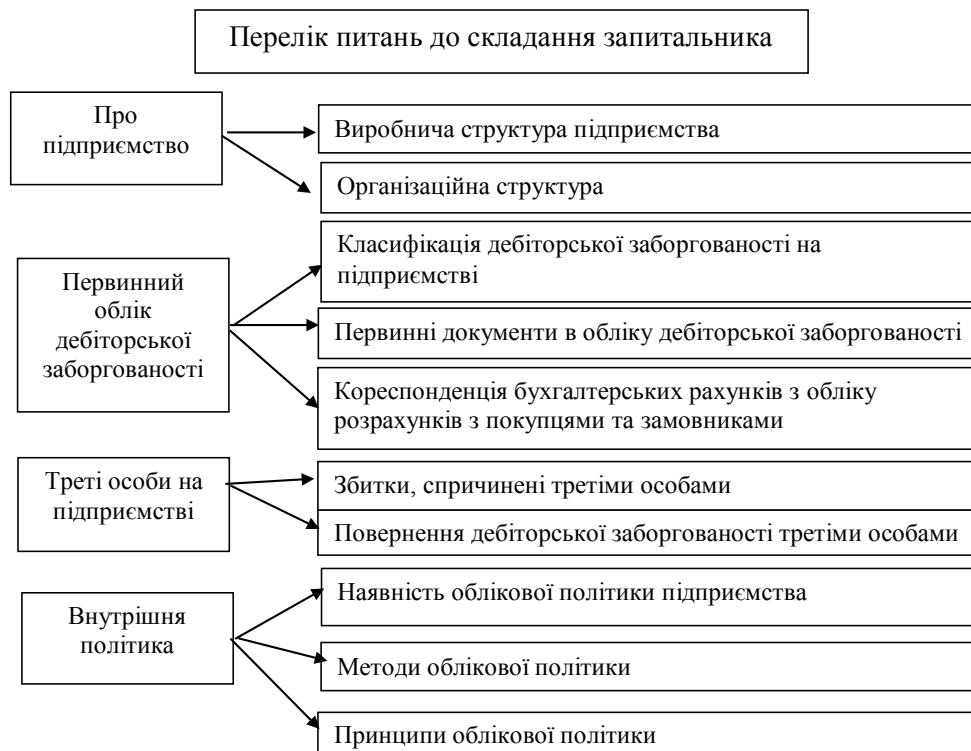 Перелік питань до складання запитальника
Про
підприємство
Виробнича структура підприємства
Організаційна структура
Первинний
облік
дебіторської
заборгованості
Класифікація дебіторської заборгованості на
підприємстві
Первинні документи в обліку дебіторської заборгованості
Кореспонденція бухгалтерських рахунків з обліку
розрахунків з покупцями та замовниками
Треті особи на
підприємстві
Збитки, спричинені третіми особами
Повернення дебіторської заборгованості третіми особами
Внутрішня
політика
Наявність облікової політики підприємства
Методи облікової політики
Принципи облікової політики